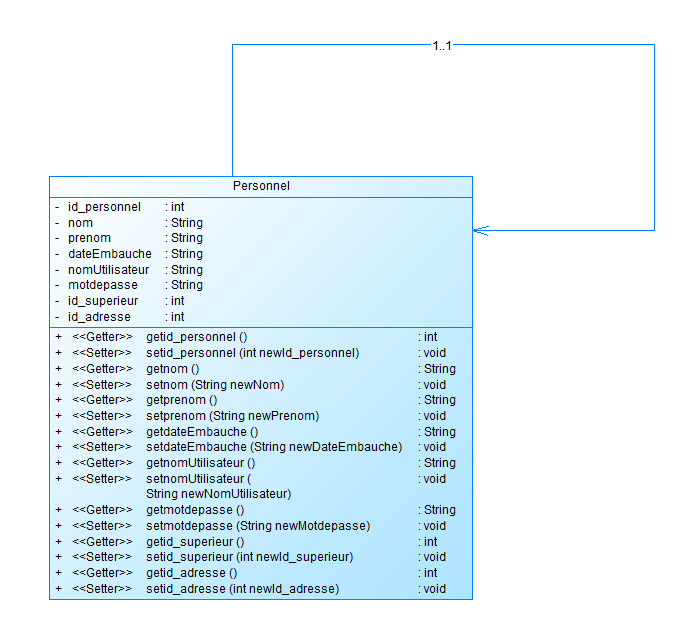 1..1
Personnel
- id_personnel : int
- nom : String
- prenom : String
- dateEmbauche : String
- nomUtilisateur : String
- motdepasse : String
- id_superieur : int
- id_adresse : int
+ <<Getter>> getid_personnel () : int
+ <<Setter>> setid_personnel (int newId_personnel) : void
+ <<Getter>> getnom () : String
+ <<Setter>> setnom (String newNom) : void
+ <<Getter>> getprenom () : String
+ <<Setter>> setprenom (String newPrenom) : void
+ <<Getter>> getdateEmbauche () : String
+ <<Setter>> setdateEmbauche (String newDateEmbauche) : void
+ <<Getter>> getnomUtilisateur () : String
+ <<Setter>> setnomUtilisateur ( : void
String newNomUtilisateur)
+ <<Getter>> getmotdepasse () : String
+ <<Setter>> setmotdepasse (String newMotdepasse) : void
+ <<Getter>> getid_superieur () : int
+ <<Setter>> setid_superieur (int newId_superieur) : void
+ <<Getter>> getid_adresse () : int
+ <<Setter>> setid_adresse (int newId_adresse) : void